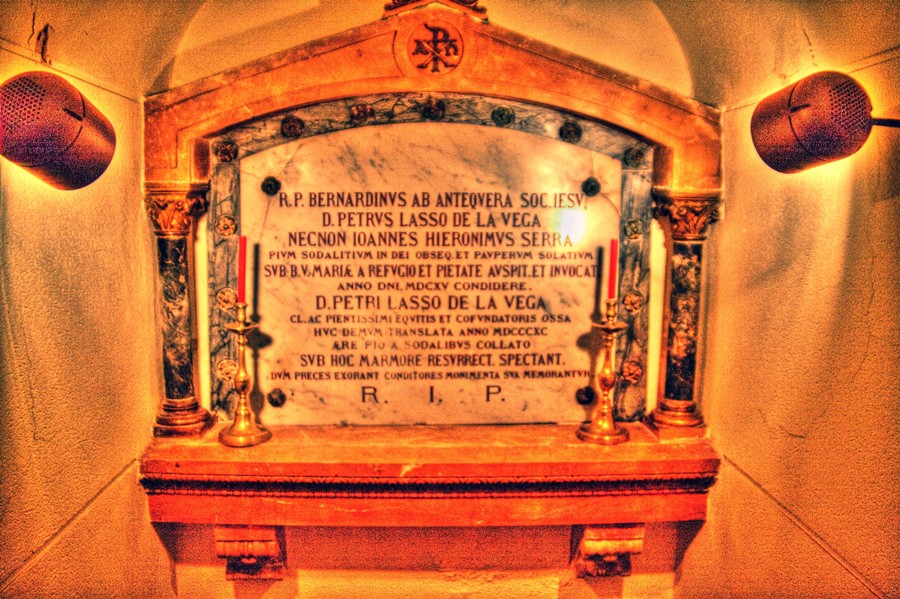 R.P. BERNARDINVS AB ANTEQVERA SOC.IESV;
D. PETRVS LASSO DE LA VEGA
NECNON IOANNES HIERONIMVS SERRA
PIVM SODALITIVM IN DEI OBSEQ. ET PAVPERVM SOLATIVM
SVB B.V. MARIÆ A REFVGIO ET PIETATE AVSPIT. ET INVOCAT.
ANNO DNI. MDCXV CONDIDERE.
D. PETRI LASSO DE LA VEGA
CL. AC PIENTISSIMI EQVITIS ET COFVNDATORIS OSSA
HVC DEMVM TRANSLATA ANNO MDCCCXC
ÆRE PIO A SODALIBVS COLLATO
SVB HOC MARMORE RESVRRECT. SPECTANT.
DVM PRECES EXORANT CONDITORES MONIMENTA SVA MEMORANTVR.
R. I. P.